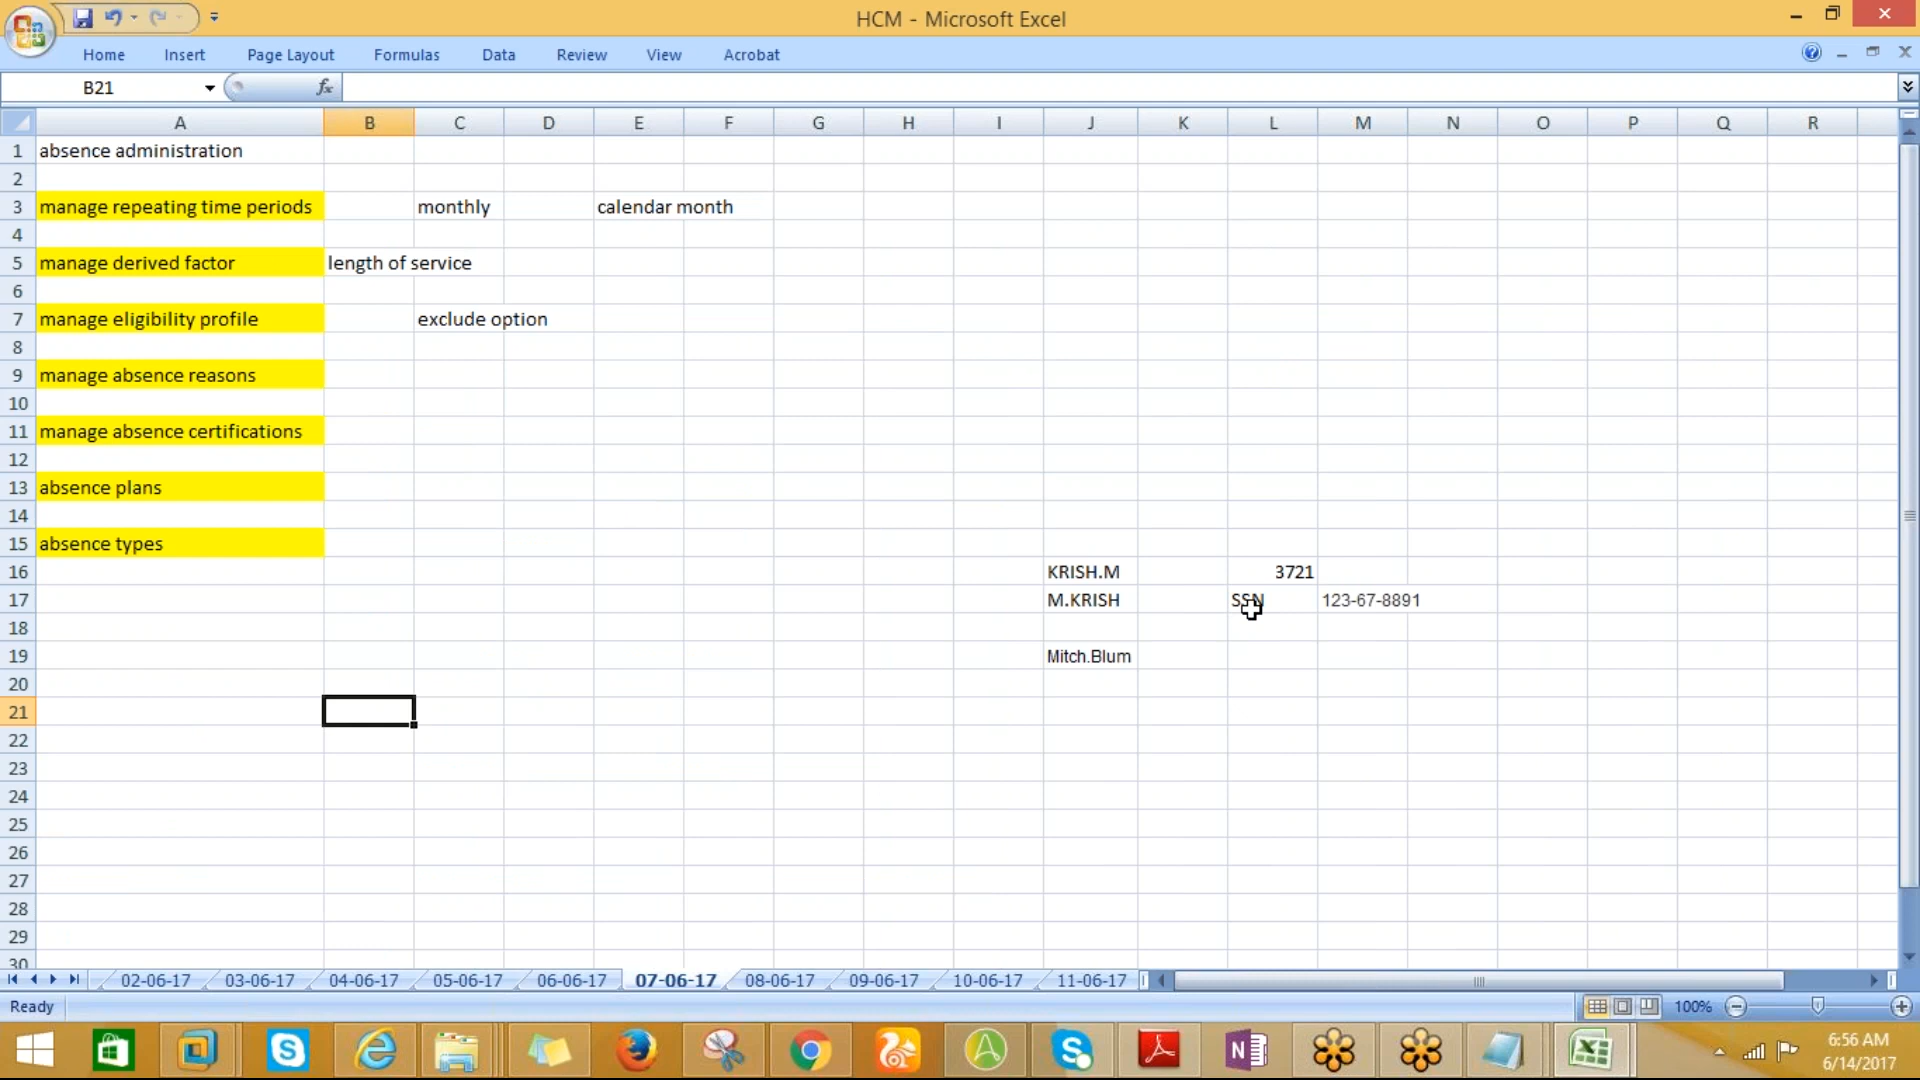 HCM - Microsoft Excel
Home Insert Page Layout Formulas Data Review View Acrobat
B21 fx
A B C D E F G H I J K L M N O P Q R
1 absence administration
2
3 manage repeating time periods monthly calendar month
4
5 manage derived factor length of service
6
7 manage eligibility profile exclude option
8
9 manage absence reasons
10
11 manage absence certifications
12
13 absence plans
14
15 absence types
16 KRISH.M 3721
17 M.KRISH SSN 123-67-8891
18
19 Mitch.Blum
20
21
22
23
24
25
26
27
28
29
30
02-06-17 03-06-17 04-06-17 05-06-17 06-06-17 07-06-17 08-06-17 09-06-17 10-06-17 11-06-17
Ready 100%
6:56 AM
6/14/2017